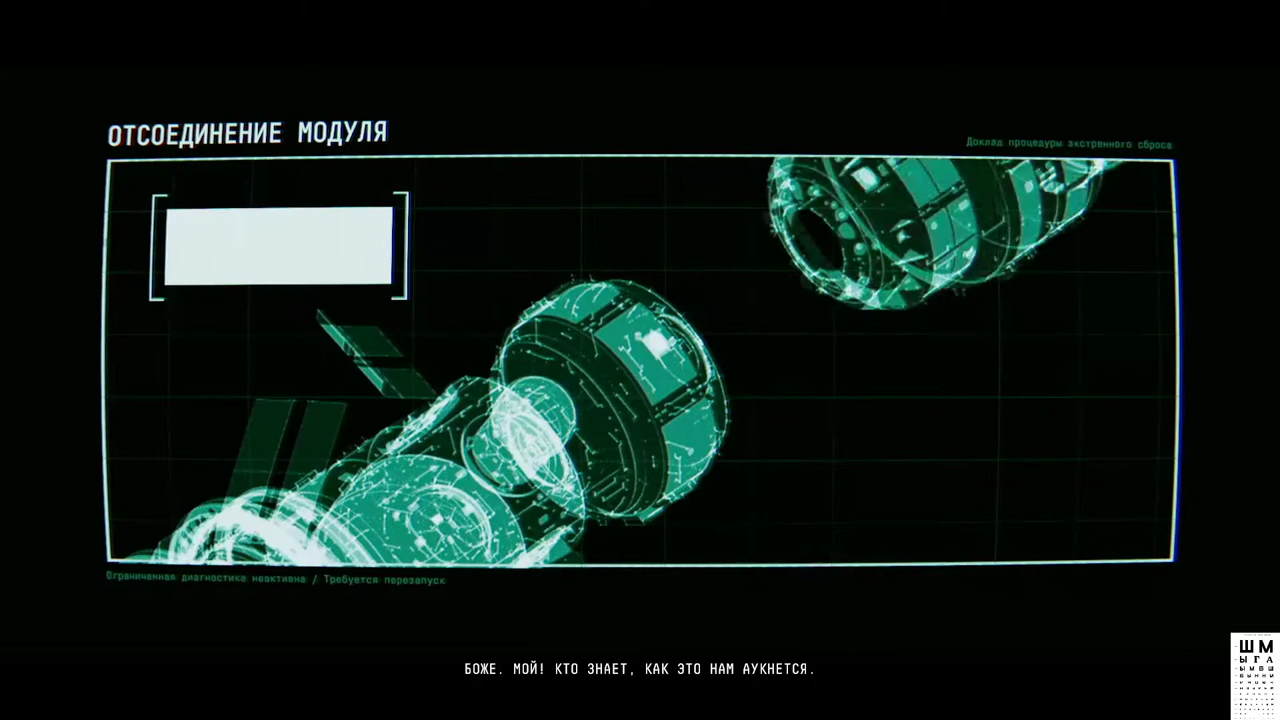 ОТСОЕДИНЕНИЕ МОДУЛЯ
Доклад процедуры экстренного сброса
Ограниченная диагностика неактивна / Требуется перезапуск
БОЖЕ. МОЙ! КТО ЗНАЕТ, КАК ЭТО НАМ АУКНЕТСЯ.
Ш М
Ы Г А
Ы М Б Ш
Б Ы Н К И